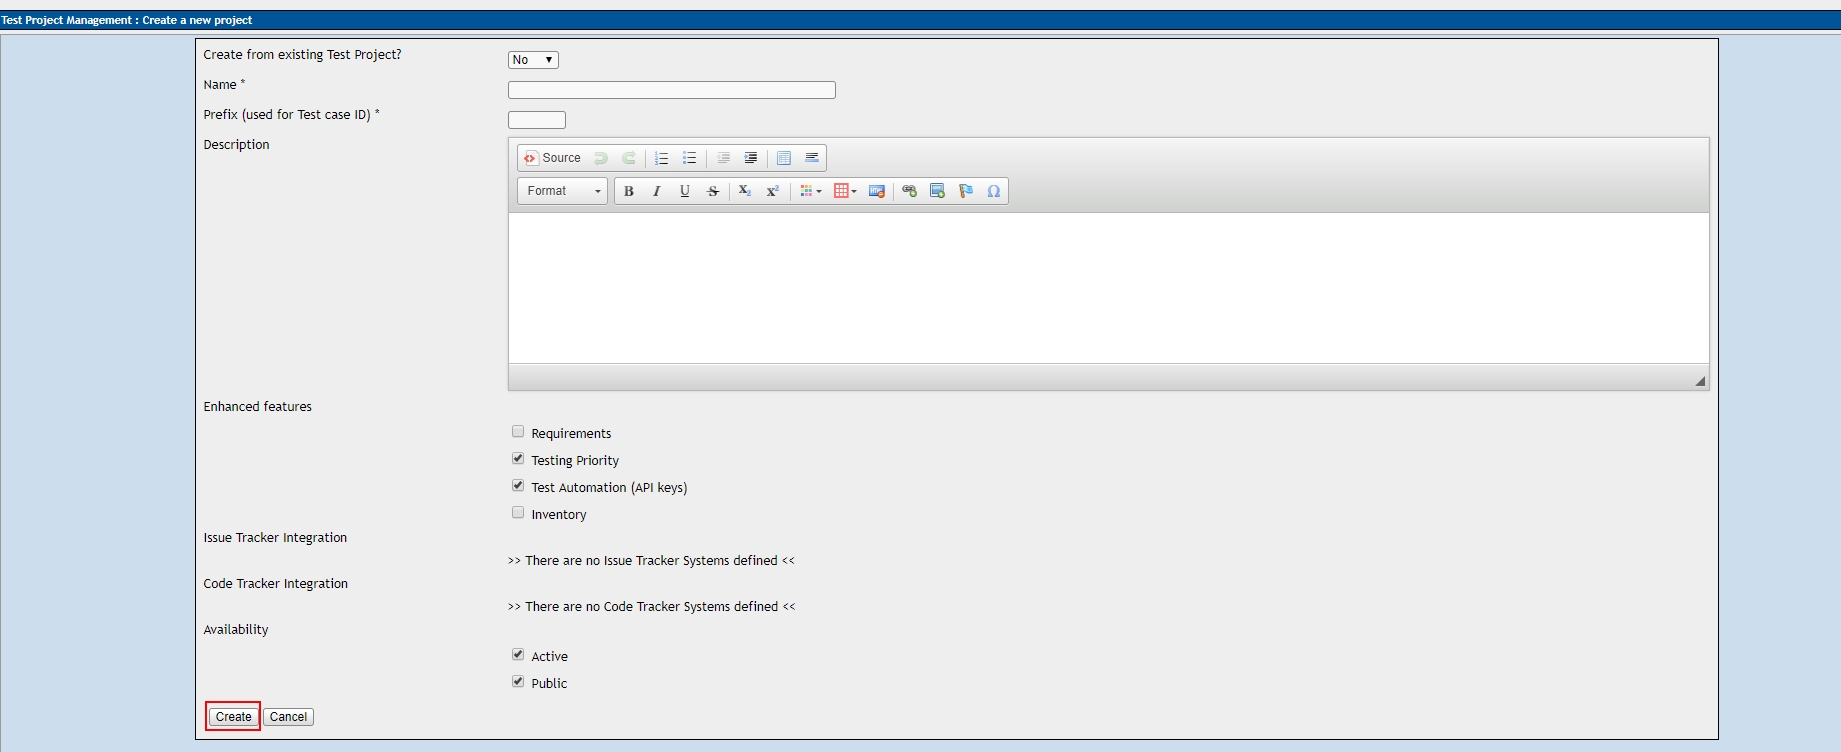 Test Project Management : Create a new project
Create from existing Test Project?
No
Name *
Prefix (used for Test case ID) *
Description
Source
Format
B I U S X₂ X²
Ω
Enhanced features
Requirements
Testing Priority
Test Automation (API keys)
Inventory
Issue Tracker Integration
>> There are no Issue Tracker Systems defined <<
Code Tracker Integration
>> There are no Code Tracker Systems defined <<
Availability
Active
Public
Create Cancel